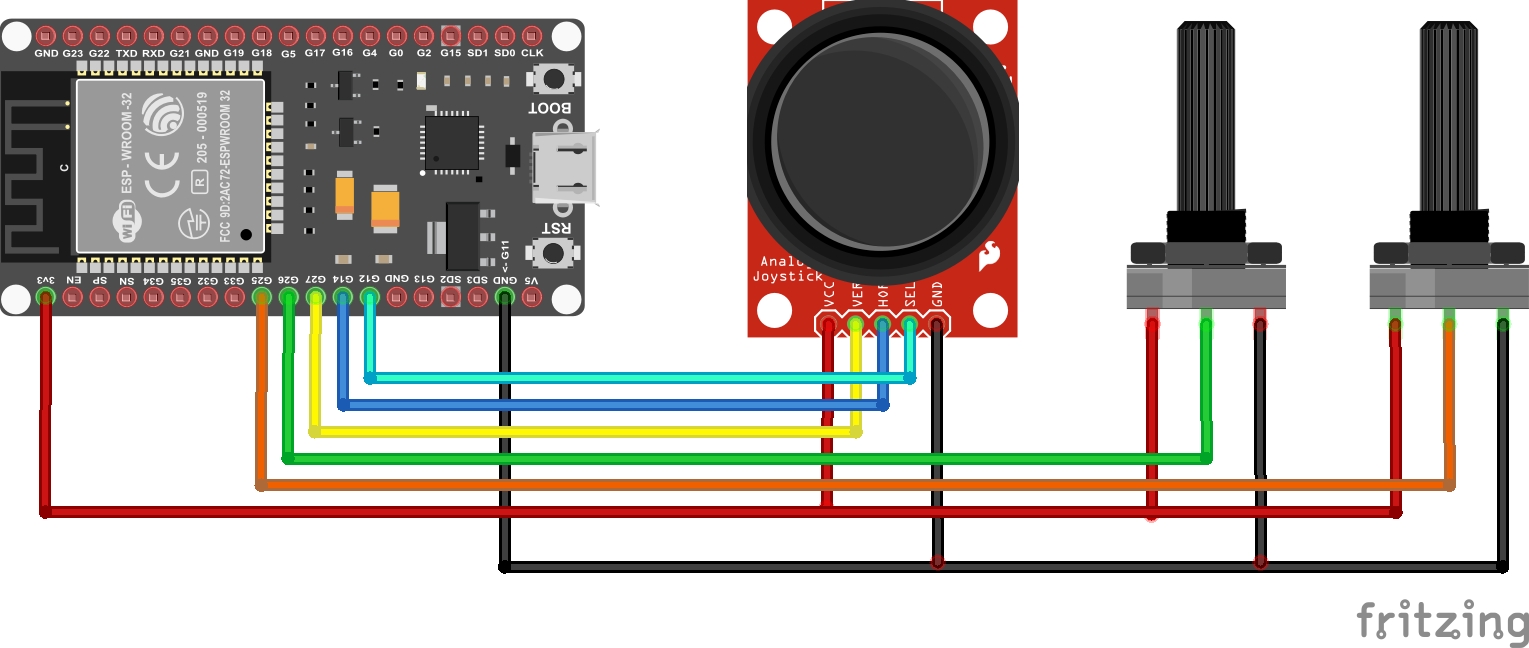 GND G23 G22 TXD RXD G21 GND G19 G18 G5 G17 G16 G4 G0 G2 G15 SD1 SD0 CLK
BOOT
ESP - WROOM -32
CE
R
205 - 000519
FCC 9D:2AC72-ESPWROOM 32
WiFi
C
RST
<- G11
3V3 EN SP SN G34 G35 G32 G33 G25 G26 G27 G14 G12 GND G13 SD2 SD3 GND V5
Joystick
VCC
SEL
GND
fritzing